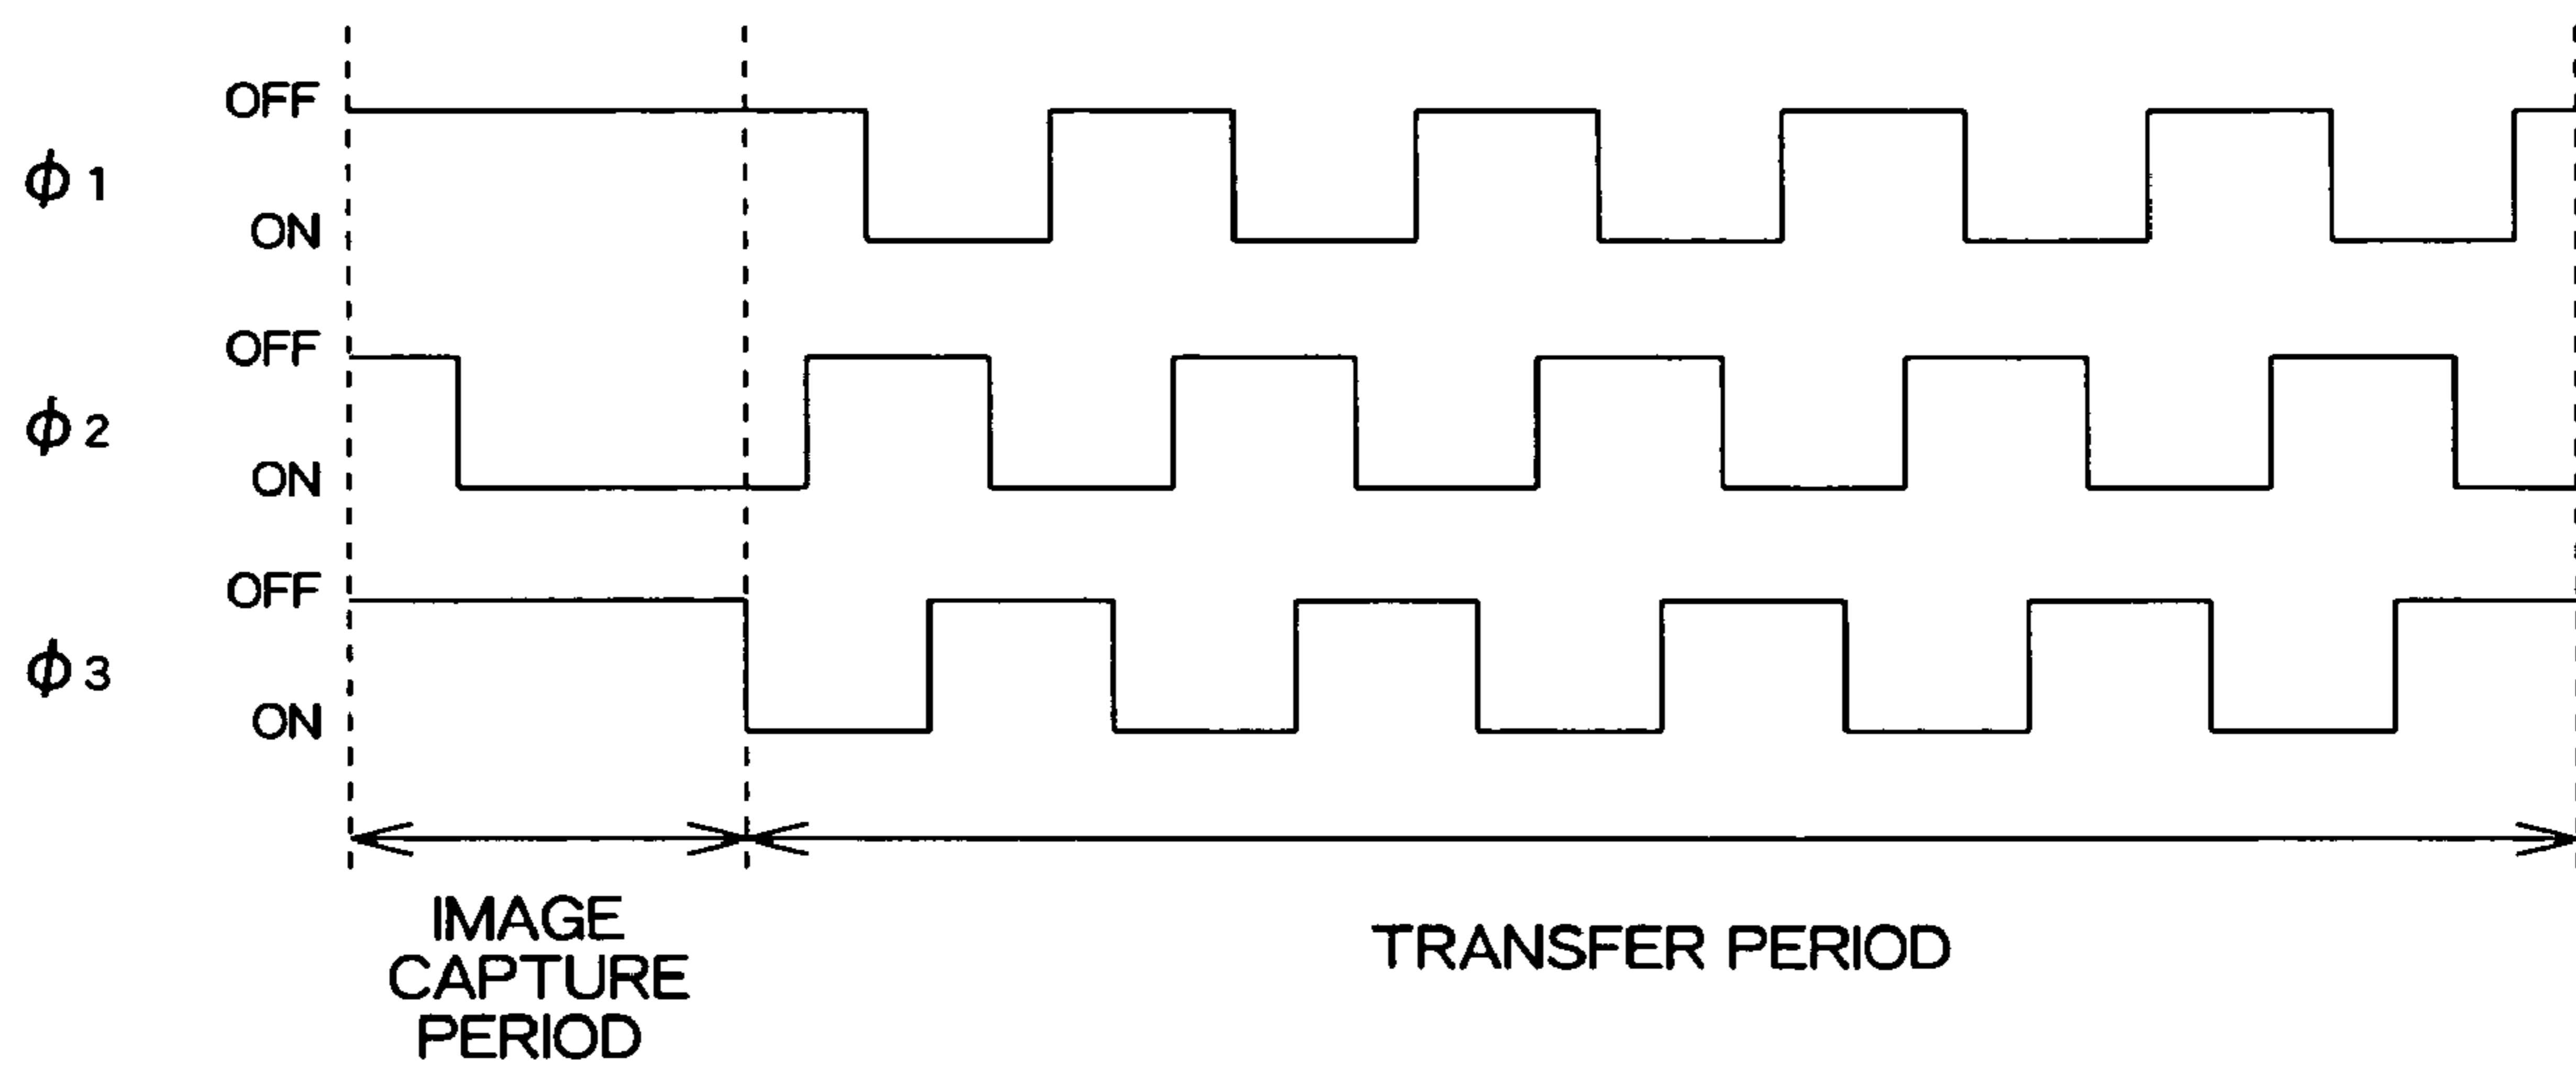 OFF
ϕ1
ON
OFF
ϕ2
ON
OFF
ϕ3
ON
IMAGE
CAPTURE
PERIOD
TRANSFER PERIOD